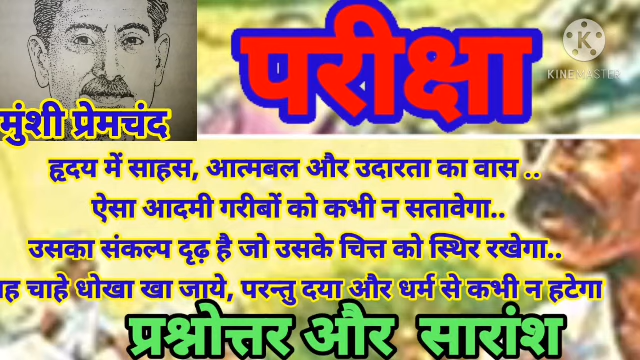 परीक्षा
KINEMASTER
मुंशी प्रेमचंद
हृदय में साहस, आत्मबल और उदारता का वास ..
ऐसा आदमी गरीबों को कभी न सतावेगा..
उसका संकल्प दृढ़ है जो उसके चित्त को स्थिर रखेगा..
ह चाहे धोखा खा जाये, परन्तु दया और धर्म से कभी न हटेगा
प्रश्नोत्तर और सारांश